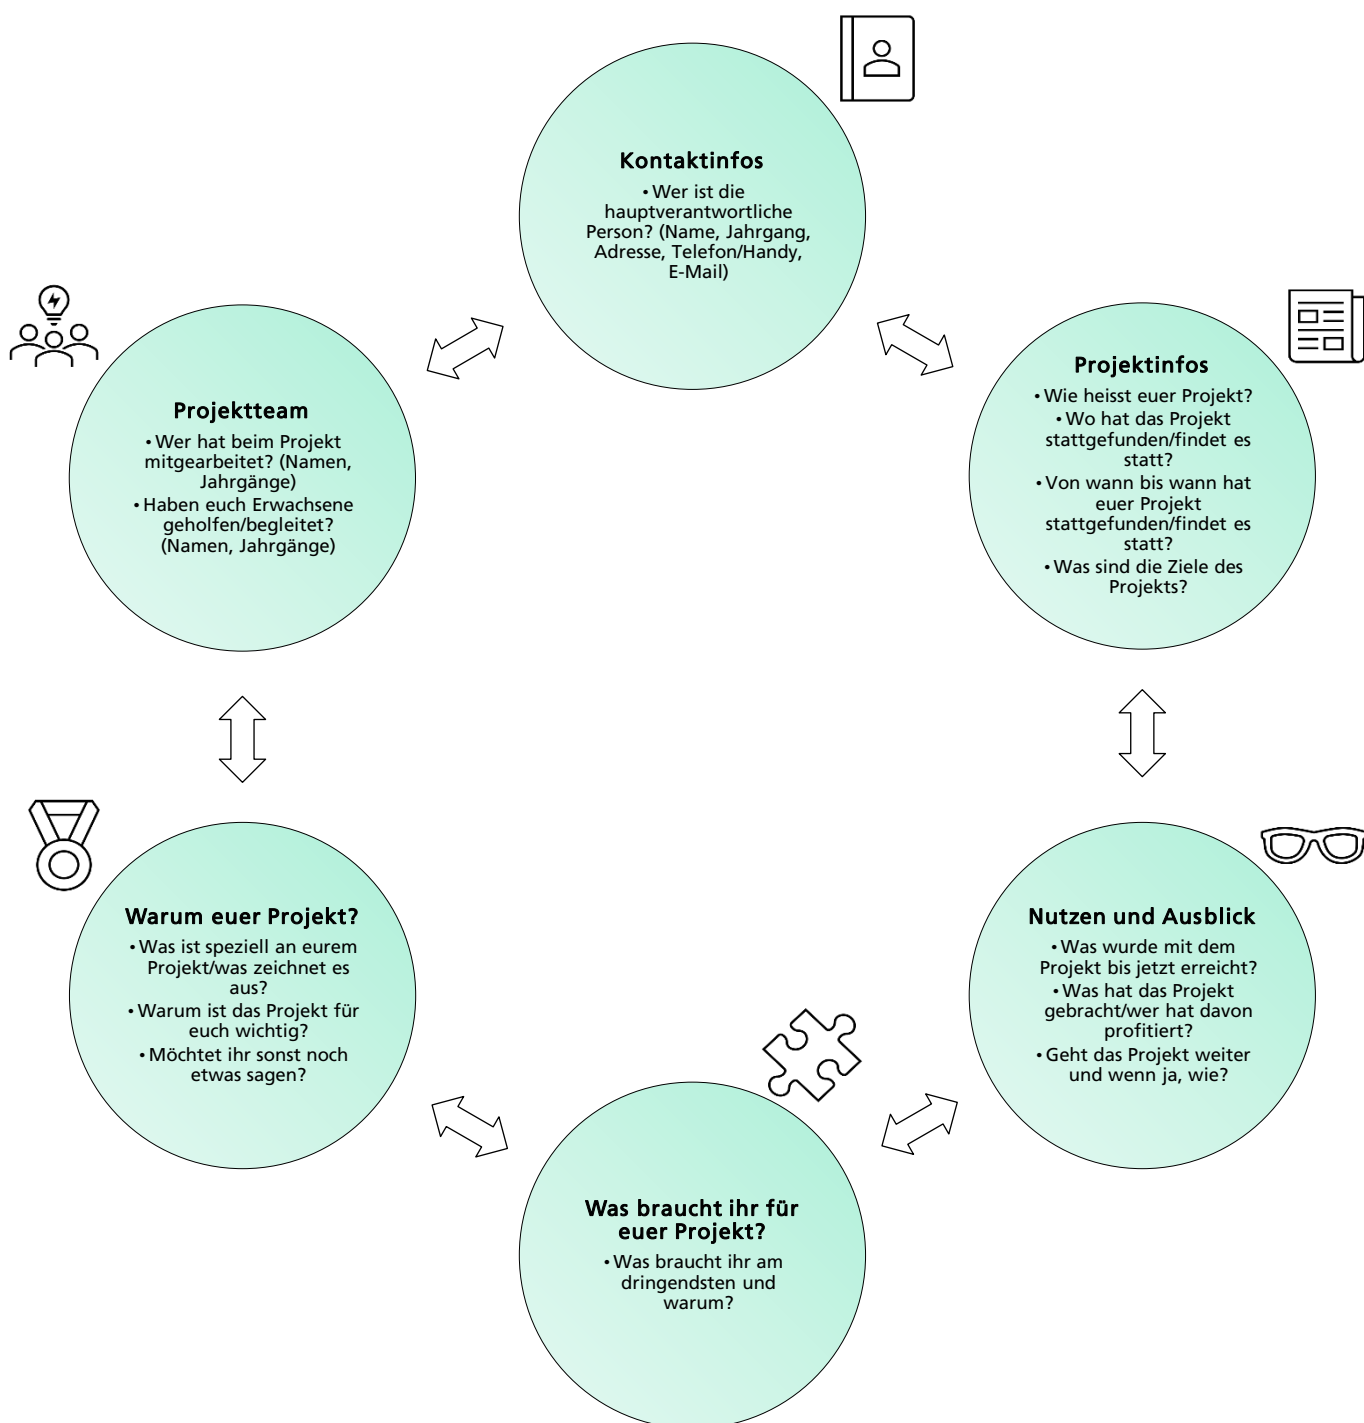 Kontaktinfos
• Wer ist die
hauptverantwortliche
Person? (Name, Jahrgang,
Adresse, Telefon/Handy,
E-Mail)
Projektinfos
• Wie heisst euer Projekt?
• Wo hat das Projekt
stattgefunden/findet es
statt?
• Von wann bis wann hat
euer Projekt
stattgefunden/findet es
statt?
• Was sind die Ziele des
Projekts?
Nutzen und Ausblick
• Was wurde mit dem
Projekt bis jetzt erreicht?
• Was hat das Projekt
gebracht/wer hat davon
profitiert?
• Geht das Projekt weiter
und wenn ja, wie?
Was braucht ihr für
euer Projekt?
• Was braucht ihr am
dringendsten und
warum?
Warum euer Projekt?
• Was ist speziell an eurem
Projekt/was zeichnet es
aus?
• Warum ist das Projekt für
euch wichtig?
• Möchtet ihr sonst noch
etwas sagen?
Projektteam
• Wer hat beim Projekt
mitgearbeitet? (Namen,
Jahrgänge)
• Haben euch Erwachsene
geholfen/begleitet?
(Namen, Jahrgänge)